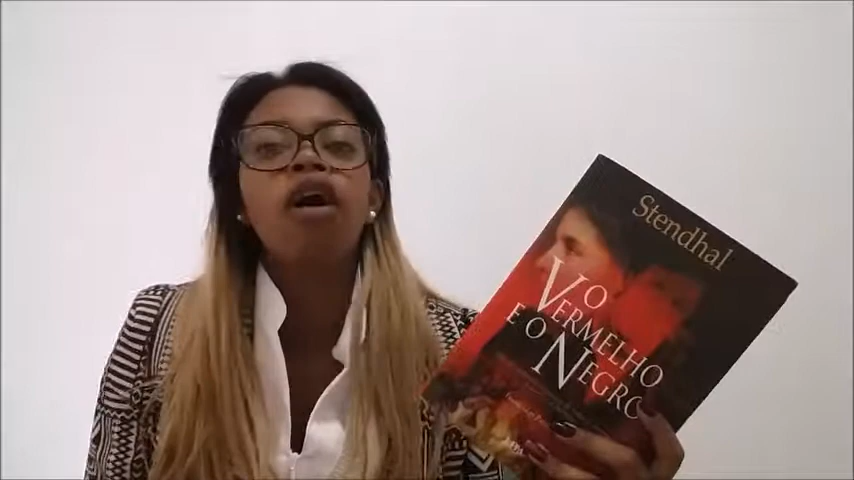 Stendhal
O
VERMELHO
E O
NEGRO